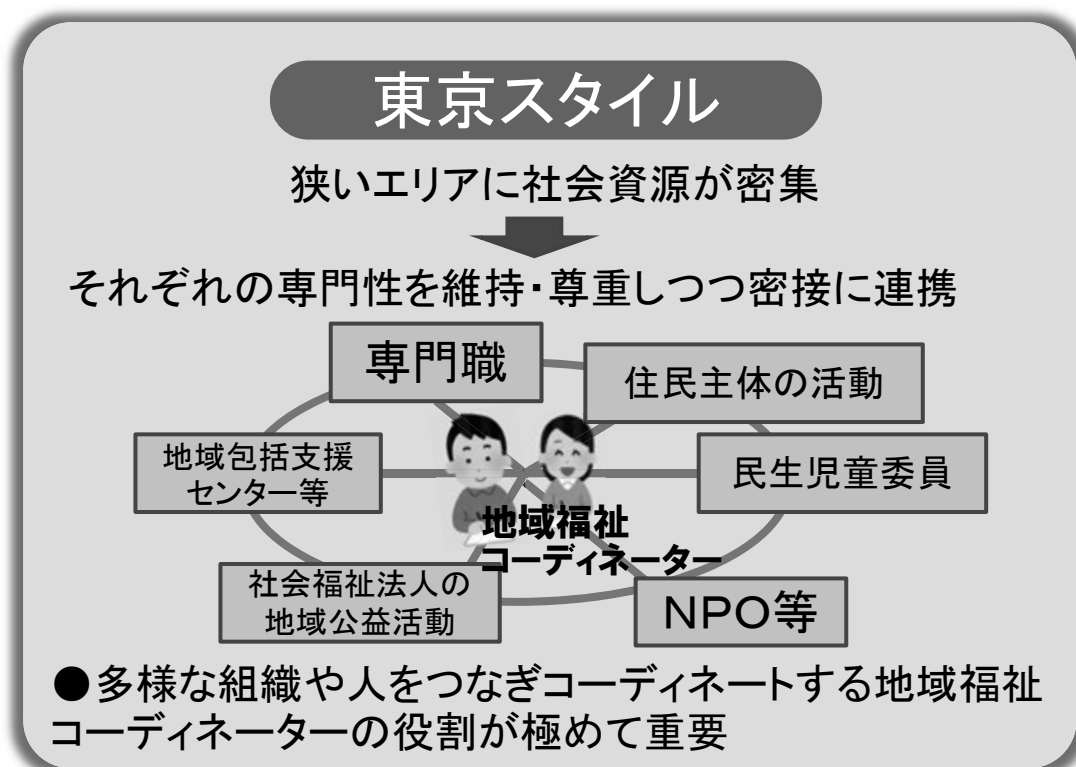 東京スタイル
狭いエリアに社会資源が密集
それぞれの専門性を維持・尊重しつつ密接に連携
専門職
住民主体の活動
地域包括支援
センター等
民生児童委員
地域福祉
コーディネーター
社会福祉法人の
地域公益活動
ＮＰＯ等
●多様な組織や人をつなぎコーディネートする地域福祉
コーディネーターの役割が極めて重要